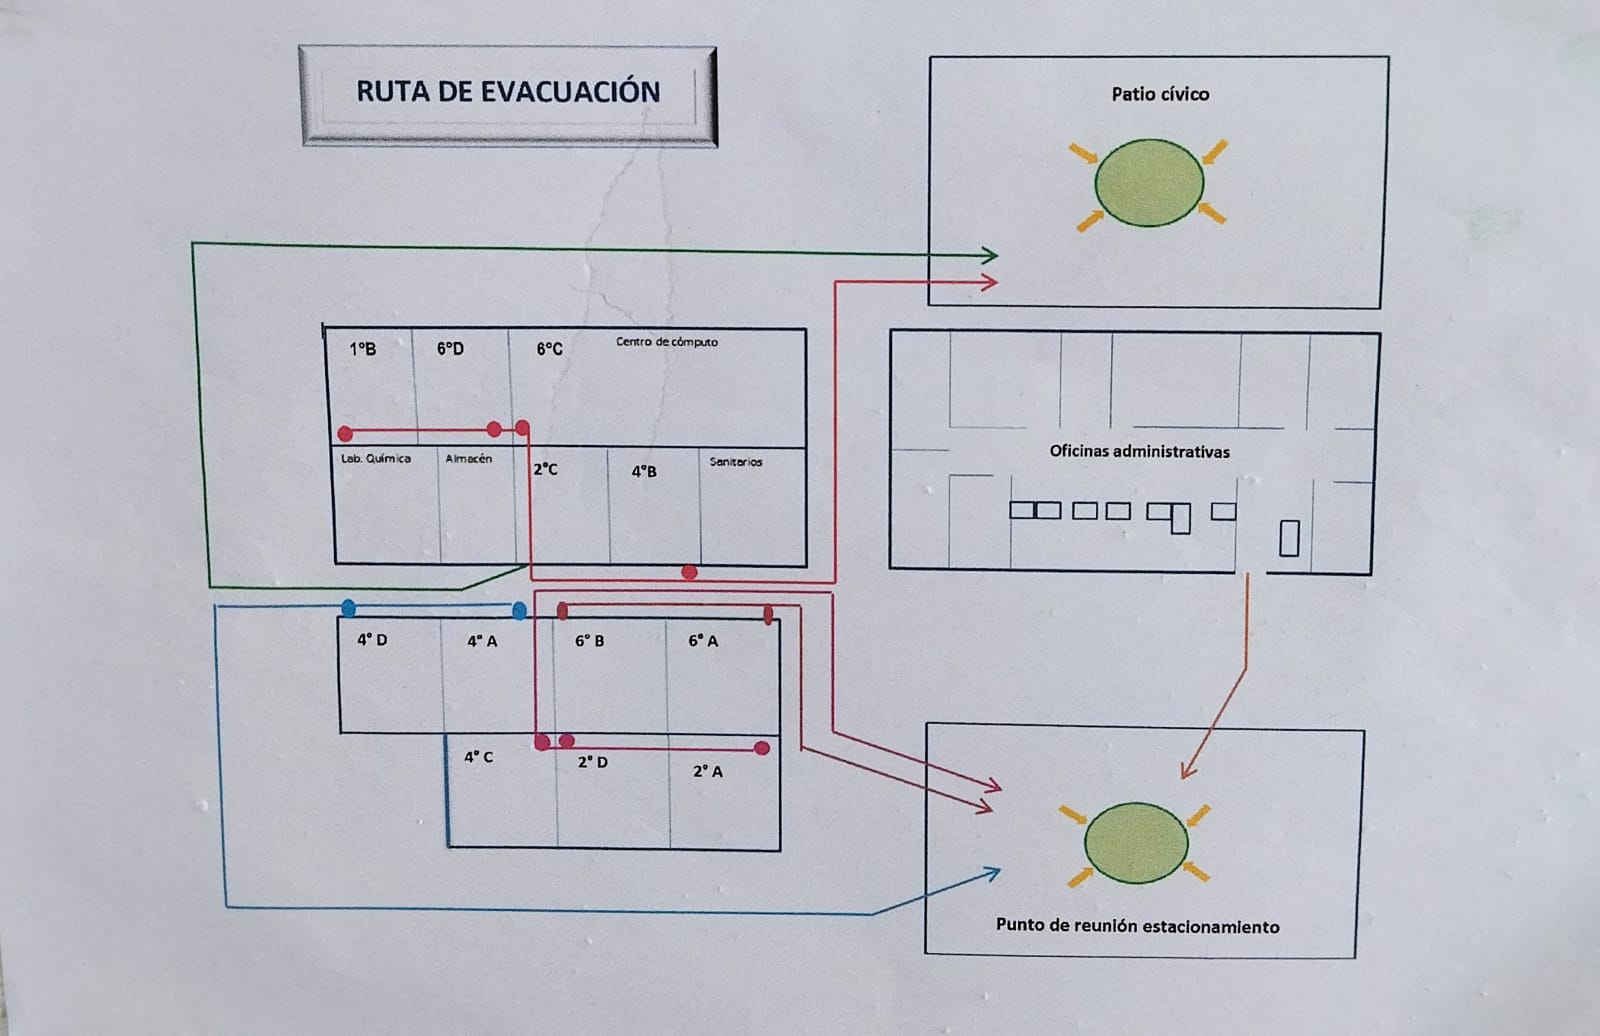 RUTA DE EVACUACIÓN
Patio cívico
1°B
6°D
6°C
Centro de cómputo
Lab. Química
Almacén
2°C
4°B
Sanitarios
Oficinas administrativas
4° D
4° A
6° B
6° A
4° C
2° D
2° A
Punto de reunión estacionamiento